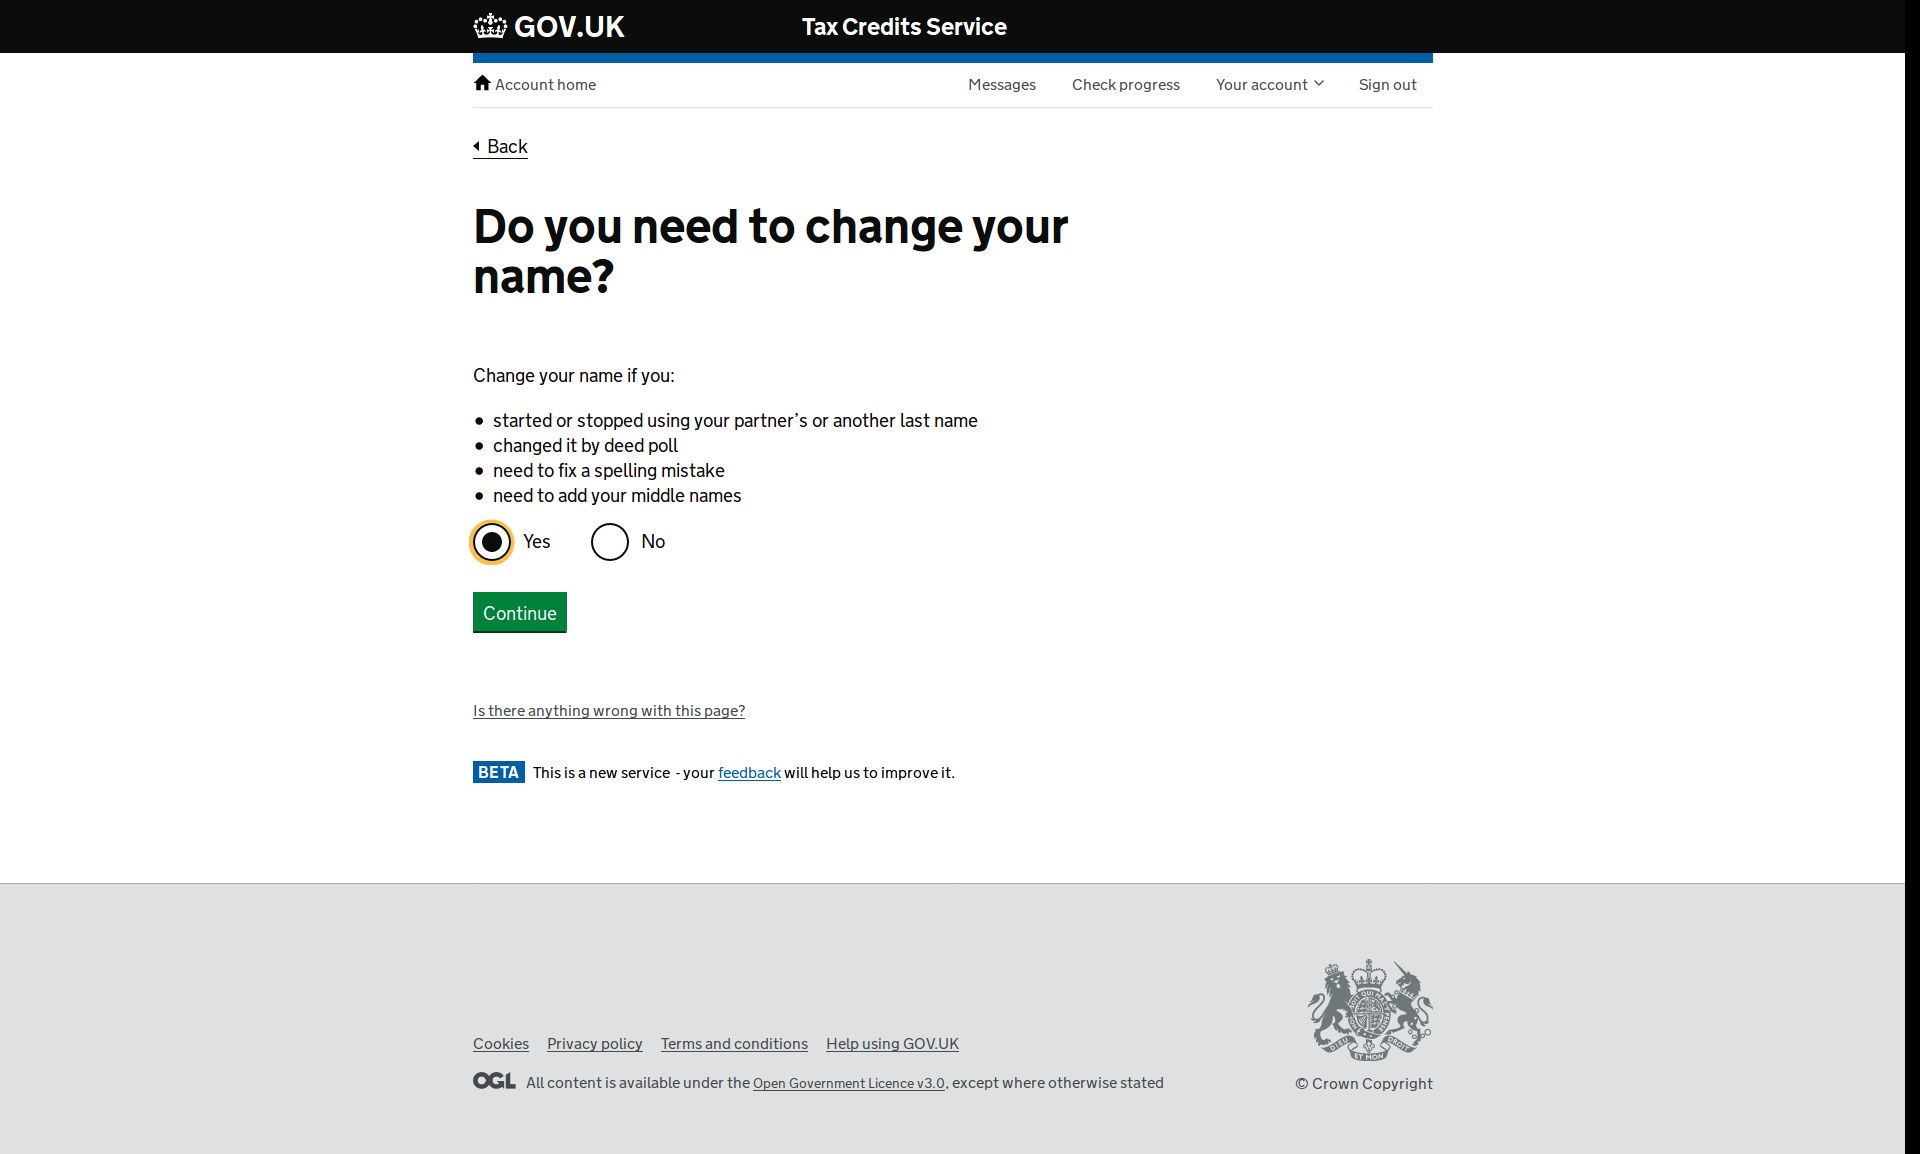 GOV.UK
Tax Credits Service
Account home
Messages
Check progress
Your account
Sign out
Back
Do you need to change your
name?
Change your name if you:
• started or stopped using your partner’s or another last name
• changed it by deed poll
• need to fix a spelling mistake
• need to add your middle names
Yes
No
Continue
Is there anything wrong with this page?
BETA This is a new service - your feedback will help us to improve it.
Cookies
Privacy policy
Terms and conditions
Help using GOV.UK
OGL All content is available under the Open Government Licence v3.0, except where otherwise stated
DIEU ET MON DROIT
© Crown Copyright